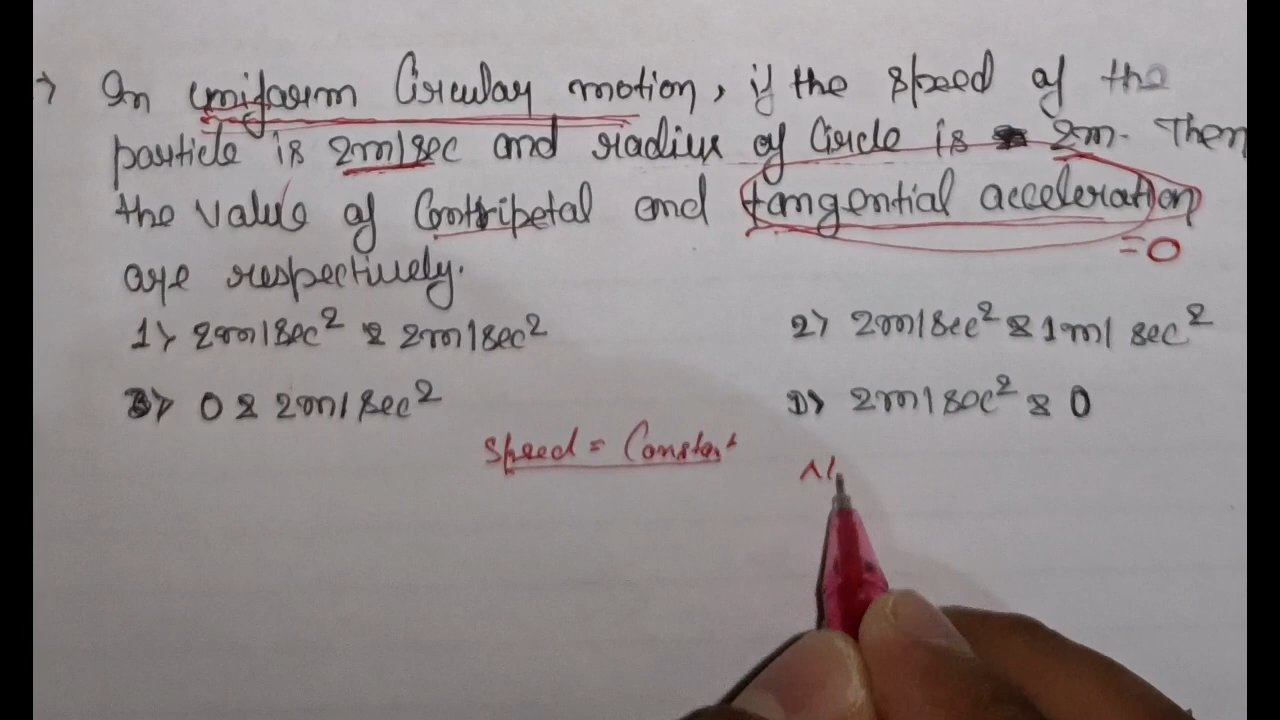 → In uniform Circular motion, if the speed of the
particle is 2m/sec and radius of Circle is 2m. Then
the value of Centripetal and tangential acceleration
= 0
are respectively.
1) 2m/sec² & 2m/sec² 2) 2m/sec² & 1m/sec²
3) 0 & 2m/sec² D) 2m/sec² & 0
Speed = Constant